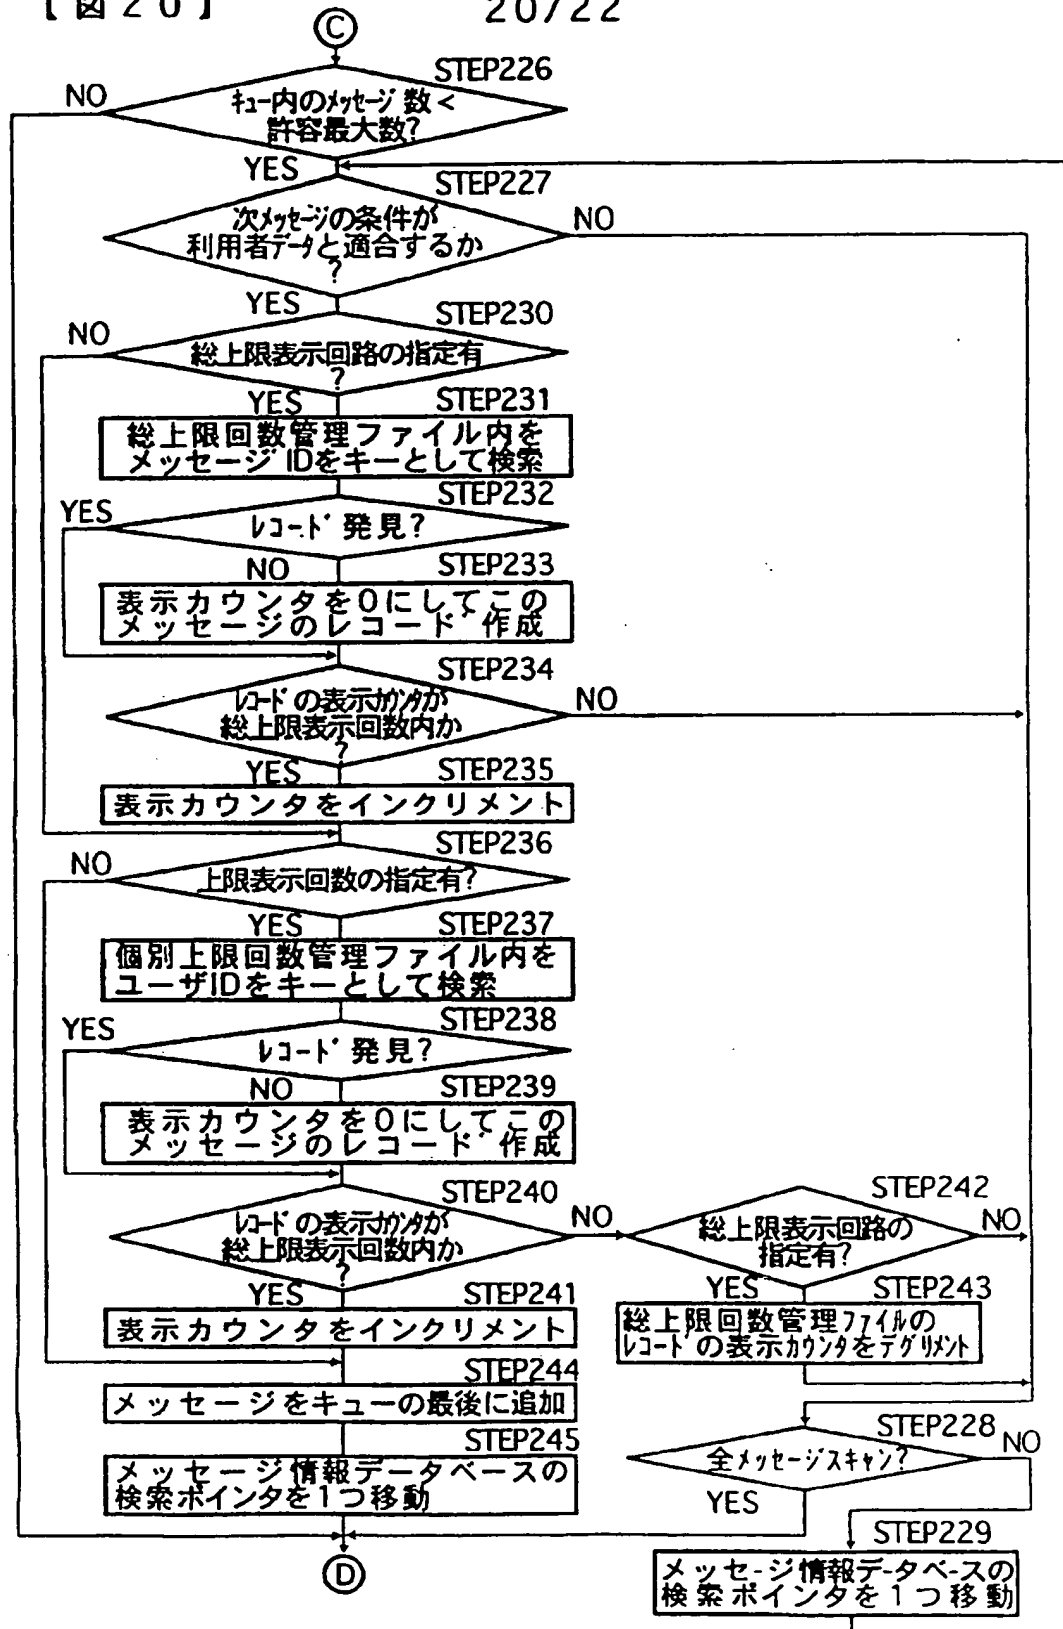 【図20】
20/22
C
STEP226
NO
キュー内のメッセージ数<
許容最大数?
YES
STEP227
次メッセージの条件が
利用者データと適合するか
?
NO
YES
STEP230
NO
総上限表示回路の指定有
?
YES
STEP231
総上限回数管理ファイル内を
メッセージIDをキーとして検索
STEP232
YES
レコード発見?
NO
STEP233
表示カウンタを0にしてこの
メッセージのレコード作成
STEP234
レコードの表示カウンタが
総上限表示回数内か
?
NO
YES
STEP235
表示カウンタをインクリメント
STEP236
NO
上限表示回数の指定有?
YES
STEP237
個別上限回数管理ファイル内を
ユーザIDをキーとして検索
STEP238
YES
レコード発見?
NO
STEP239
表示カウンタを0にしてこの
メッセージのレコード作成
STEP240
レコードの表示カウンタが
総上限表示回数内か
?
NO
STEP242
総上限表示回路の
指定有?
NO
YES
STEP241
表示カウンタをインクリメント
YES
STEP243
総上限回数管理ファイルの
レコードの表示カウンタをデグリメント
STEP244
メッセージをキューの最後に追加
STEP245
メッセージ情報データベースの
検索ポインタを1つ移動
STEP228
全メッセージスキャン?
NO
YES
STEP229
メッセージ情報データベースの
検索ポインタを1つ移動
D